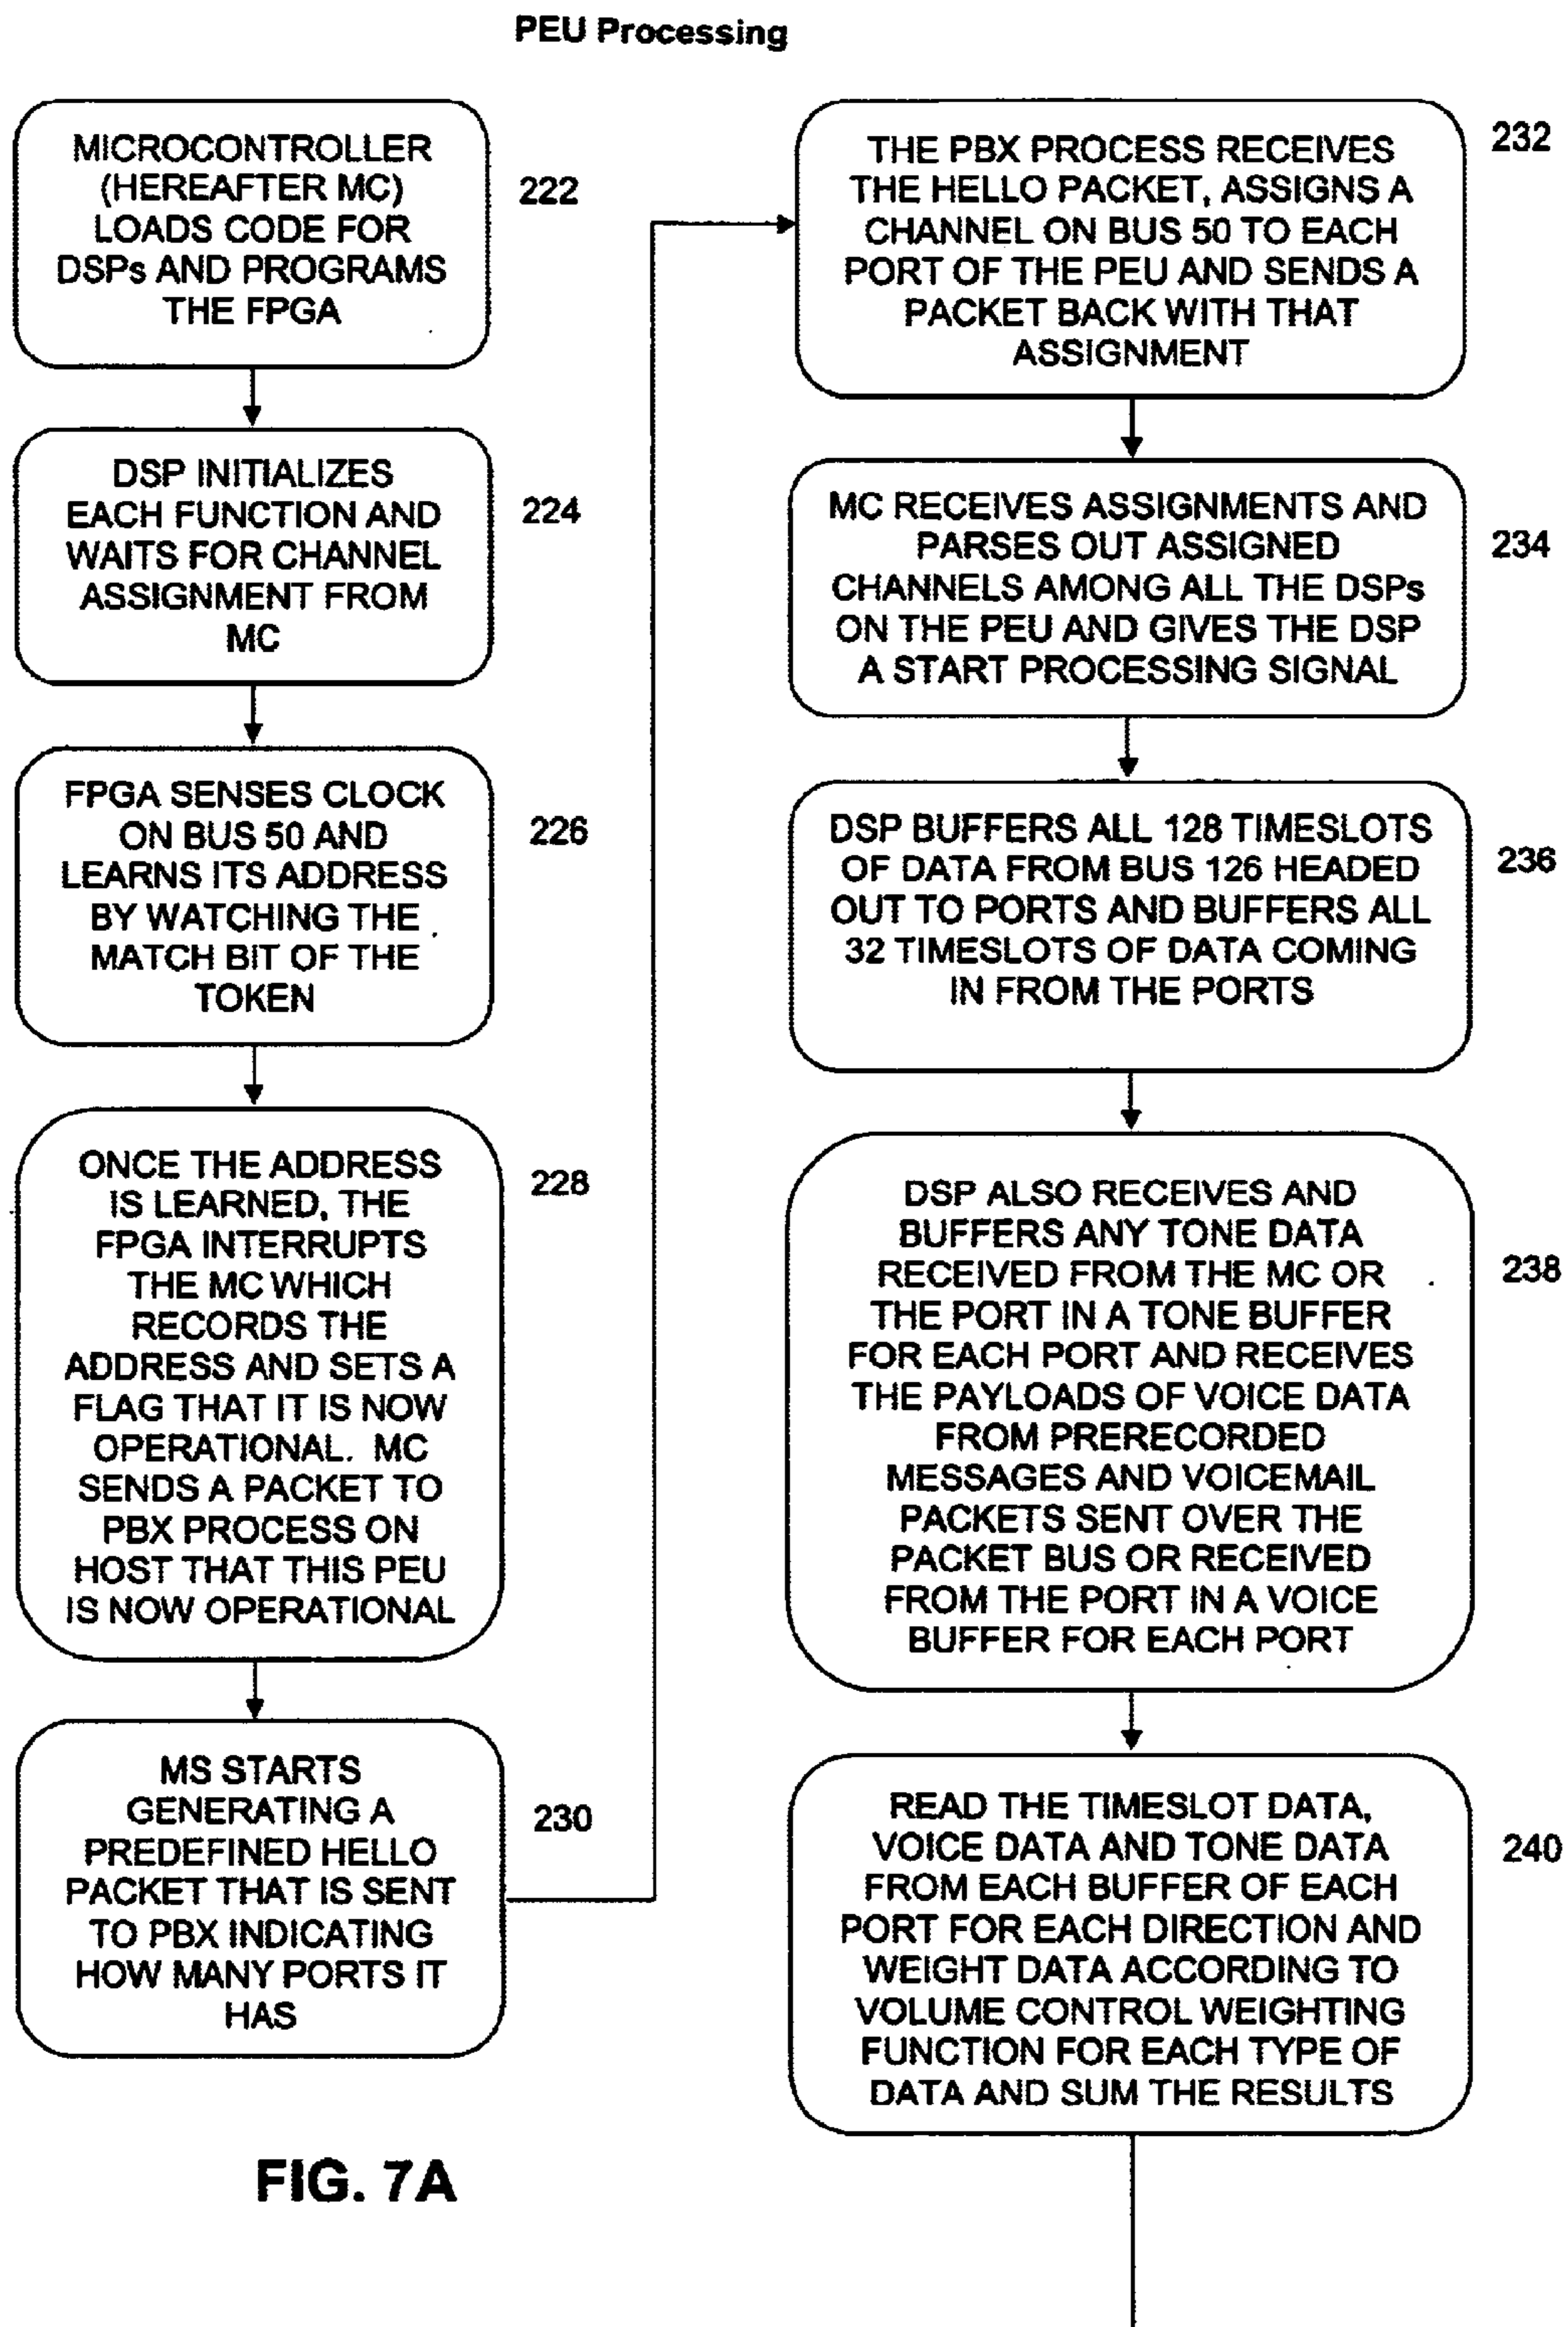 PEU Processing
MICROCONTROLLER
(HEREAFTER MC)
LOADS CODE FOR
DSPs AND PROGRAMS
THE FPGA
222
DSP INITIALIZES
EACH FUNCTION AND
WAITS FOR CHANNEL
ASSIGNMENT FROM
MC
224
FPGA SENSES CLOCK
ON BUS 50 AND
LEARNS ITS ADDRESS
BY WATCHING THE
MATCH BIT OF THE
TOKEN
226
ONCE THE ADDRESS
IS LEARNED, THE
FPGA INTERRUPTS
THE MC WHICH
RECORDS THE
ADDRESS AND SETS A
FLAG THAT IT IS NOW
OPERATIONAL. MC
SENDS A PACKET TO
PBX PROCESS ON
HOST THAT THIS PEU
IS NOW OPERATIONAL
228
MS STARTS
GENERATING A
PREDEFINED HELLO
PACKET THAT IS SENT
TO PBX INDICATING
HOW MANY PORTS IT
HAS
230
THE PBX PROCESS RECEIVES
THE HELLO PACKET, ASSIGNS A
CHANNEL ON BUS 50 TO EACH
PORT OF THE PEU AND SENDS A
PACKET BACK WITH THAT
ASSIGNMENT
232
MC RECEIVES ASSIGNMENTS AND
PARSES OUT ASSIGNED
CHANNELS AMONG ALL THE DSPs
ON THE PEU AND GIVES THE DSP
A START PROCESSING SIGNAL
234
DSP BUFFERS ALL 128 TIMESLOTS
OF DATA FROM BUS 126 HEADED
OUT TO PORTS AND BUFFERS ALL
32 TIMESLOTS OF DATA COMING
IN FROM THE PORTS
236
DSP ALSO RECEIVES AND
BUFFERS ANY TONE DATA
RECEIVED FROM THE MC OR
THE PORT IN A TONE BUFFER
FOR EACH PORT AND RECEIVES
THE PAYLOADS OF VOICE DATA
FROM PRERECORDED
MESSAGES AND VOICEMAIL
PACKETS SENT OVER THE
PACKET BUS OR RECEIVED
FROM THE PORT IN A VOICE
BUFFER FOR EACH PORT
238
READ THE TIMESLOT DATA,
VOICE DATA AND TONE DATA
FROM EACH BUFFER OF EACH
PORT FOR EACH DIRECTION AND
WEIGHT DATA ACCORDING TO
VOLUME CONTROL WEIGHTING
FUNCTION FOR EACH TYPE OF
DATA AND SUM THE RESULTS
240
FIG. 7A